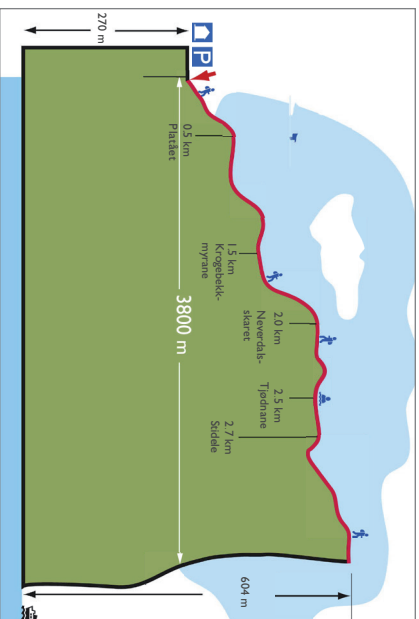 270 m
P
0.5 km
Platået
1.5 km
Krogebekk-
myrane
2.0 km
Neverdals-
skaret
2.5 km
Tjødnane
2.7 km
Stidele
3800 m
604 m